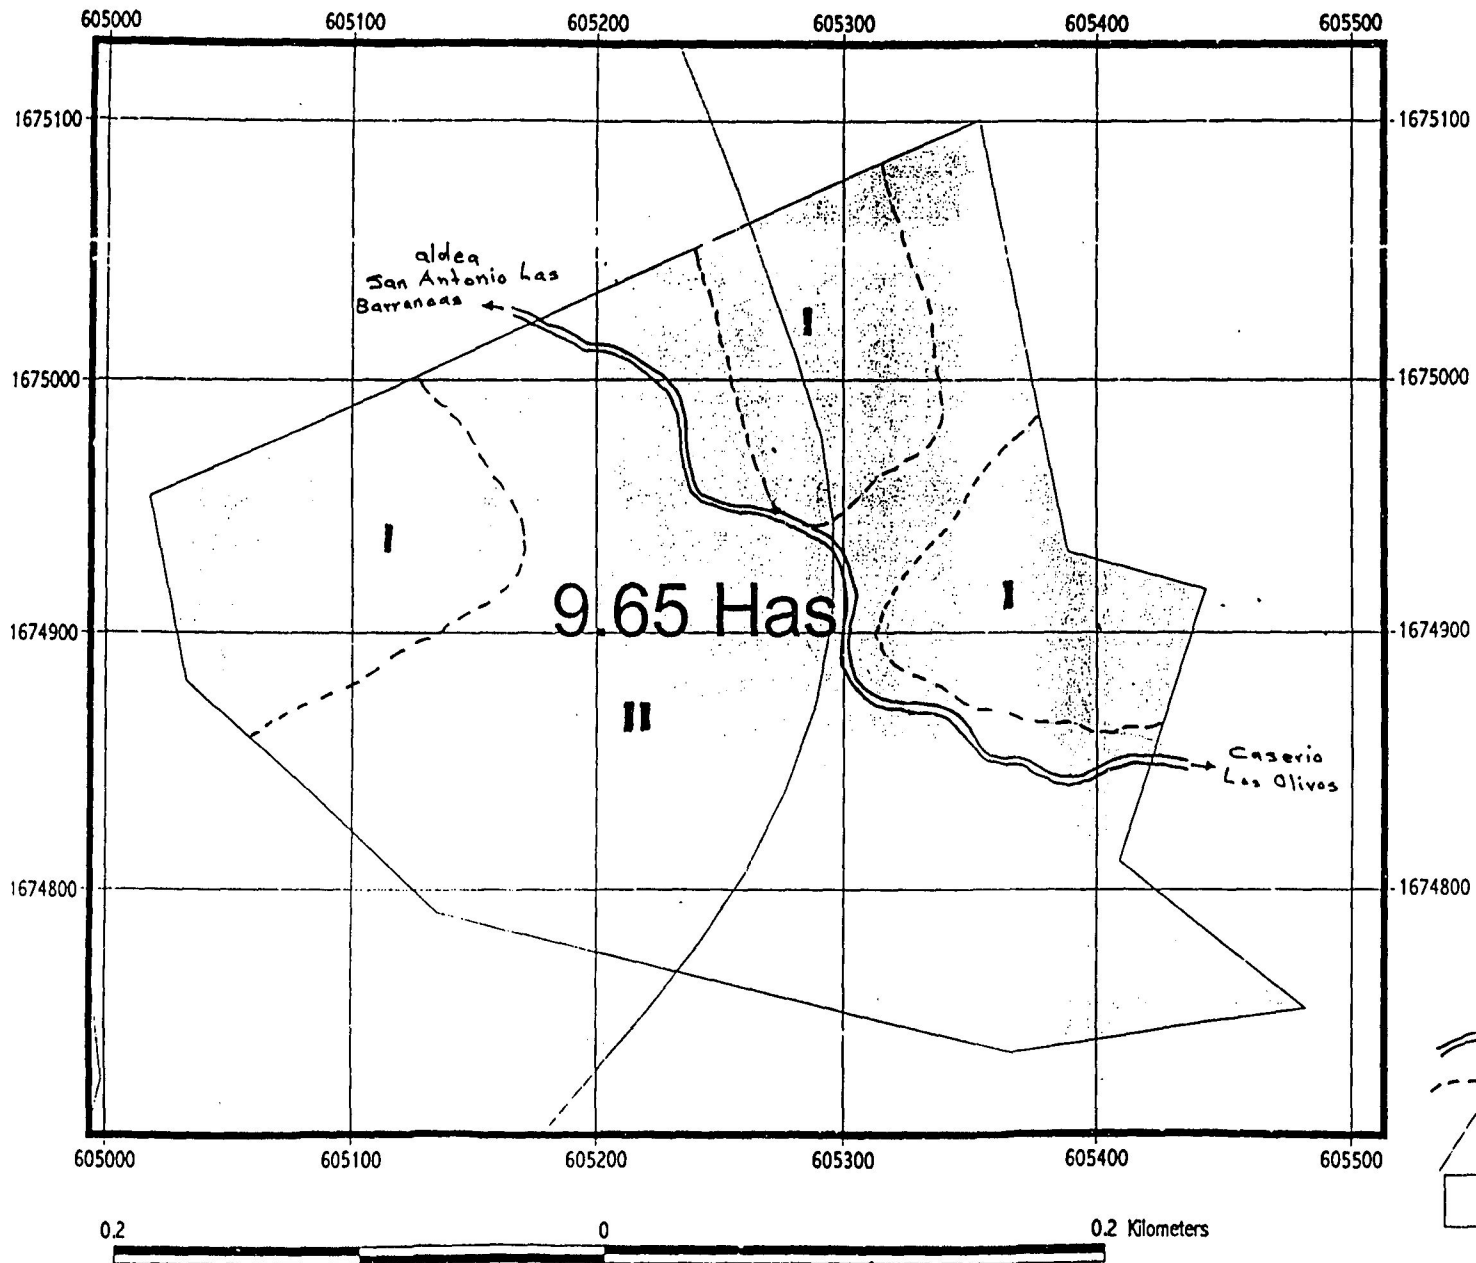 605000 605100 605200 605300 605400 605500
1675100 1675100
aldea
San Antonio Las
Barrancas
I
1675000 1675000
I
I
9.65 Has
1674900 1674900
II
Caserio
Los Olivos
1674800 1674800
605000 605100 605200 605300 605400 605500
0.2 0 0.2 Kilometers